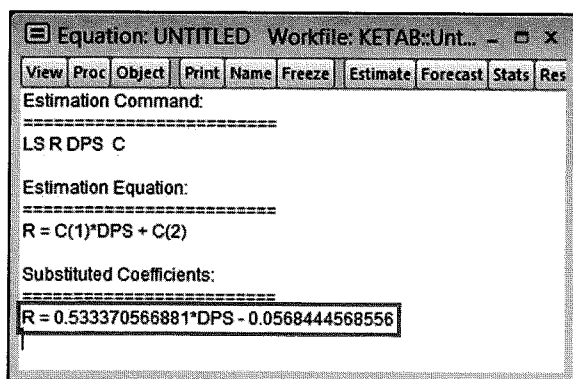 Equation: UNTITLED Workfile: KETAB::Unt...
View Proc Object Print Name Freeze Estimate Forecast Stats Res
Estimation Command:
=========================
LS R DPS C
Estimation Equation:
=========================
R = C(1)*DPS + C(2)
Substituted Coefficients:
=========================
R = 0.533370566881*DPS - 0.0568444568556